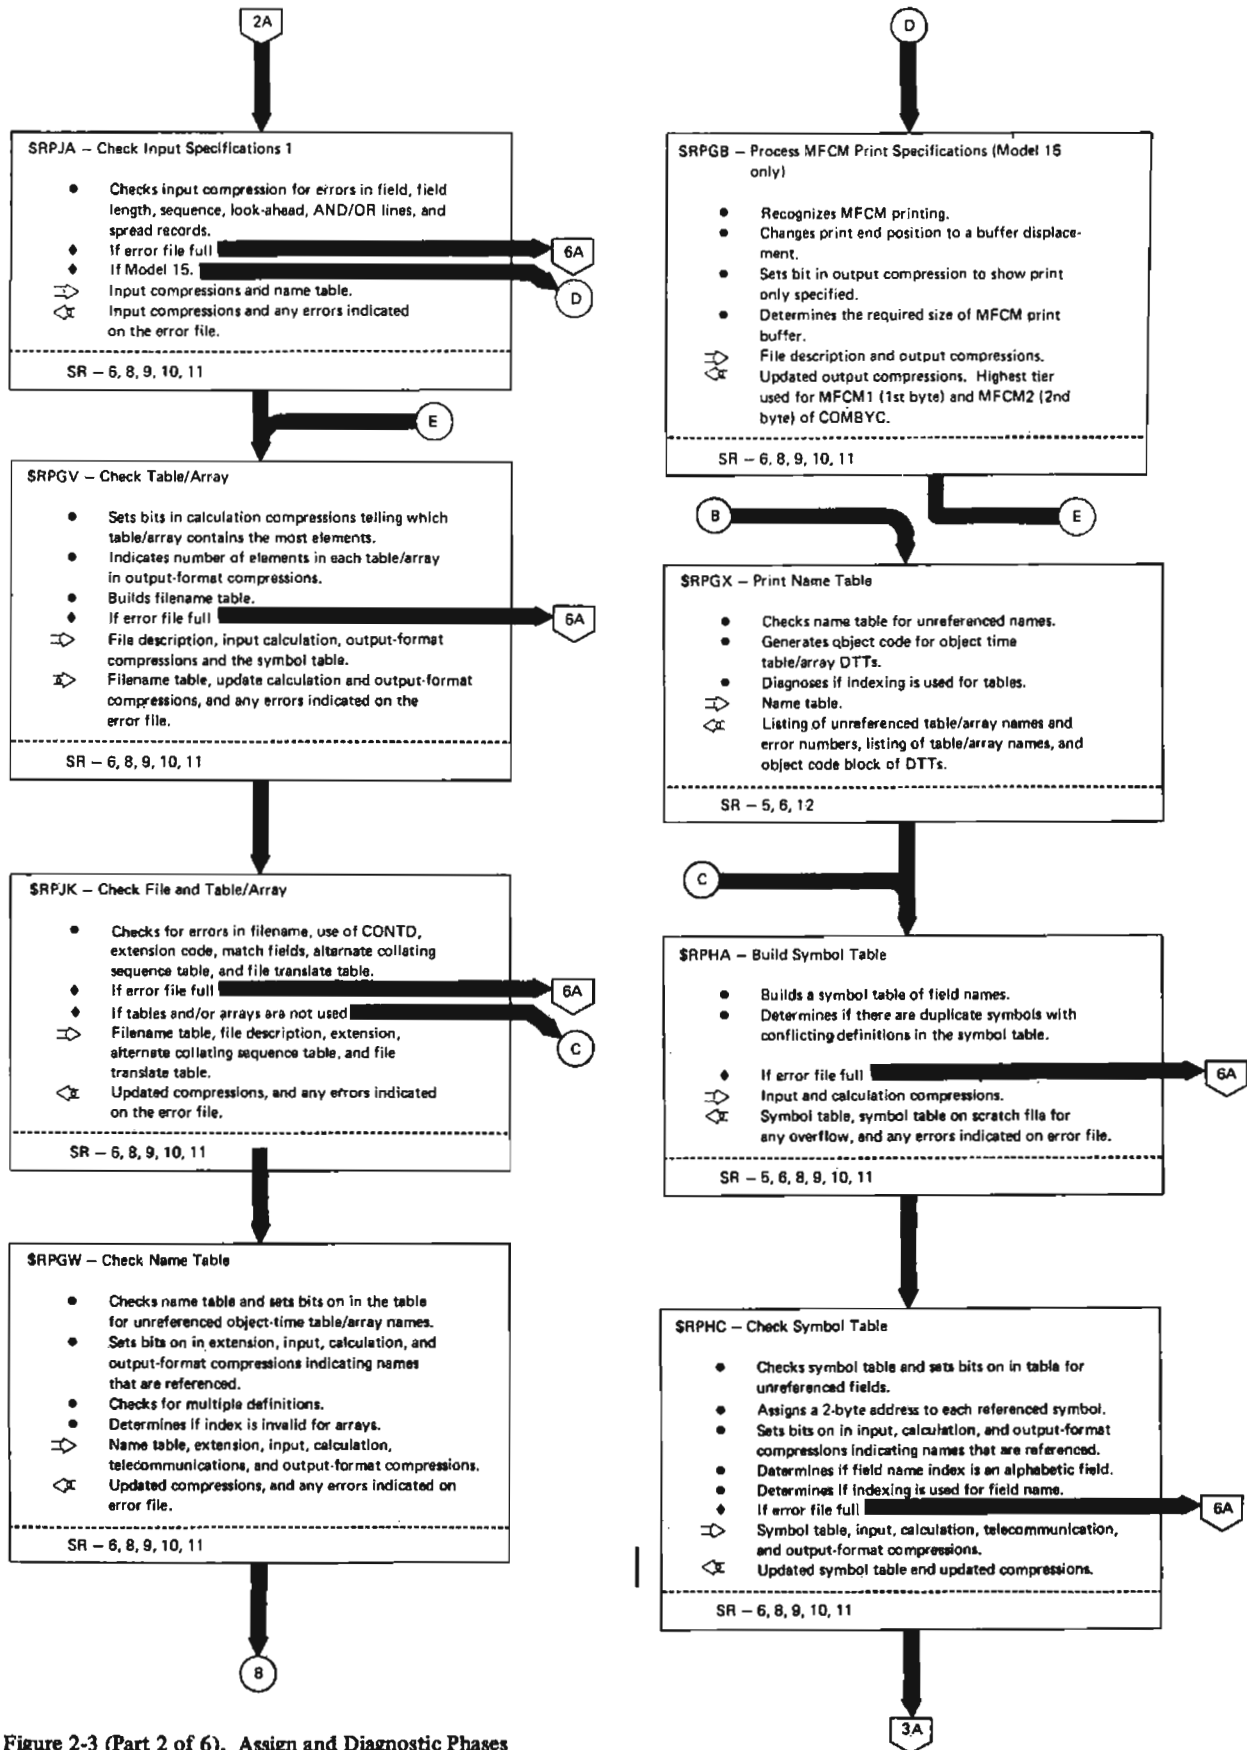 2A
$RPJA – Check Input Specifications 1
● Checks input compression for errors in field, field
length, sequence, look-ahead, AND/OR lines, and
spread records.
♦ If error file full
6A
♦ If Model 15.
D
Input compressions and name table.
Input compressions and any errors indicated
on the error file.
SR – 6, 8, 9, 10, 11
E
$RPGV – Check Table/Array
● Sets bits in calculation compressions telling which
table/array contains the most elements.
● Indicates number of elements in each table/array
in output-format compressions.
● Builds filename table.
♦ If error file full
6A
File description, input calculation, output-format
compressions and the symbol table.
Filename table, update calculation and output-format
compressions, and any errors indicated on the
error file.
SR – 6, 8, 9, 10, 11
$RPJK – Check File and Table/Array
● Checks for errors in filename, use of CONTD,
extension code, match fields, alternate collating
sequence table, and file translate table.
♦ If error file full
6A
♦ If tables and/or arrays are not used
C
Filename table, file description, extension,
alternate collating sequence table, and file
translate table.
Updated compressions, and any errors indicated
on the error file.
SR – 6, 8, 9, 10, 11
$RPGW – Check Name Table
● Checks name table and sets bits on in the table
for unreferenced object-time table/array names.
● Sets bits on in extension, input, calculation, and
output-format compressions indicating names
that are referenced.
● Checks for multiple definitions.
● Determines if index is invalid for arrays.
Name table, extension, input, calculation,
telecommunications, and output-format compressions.
Updated compressions, and any errors indicated on
error file.
SR – 6, 8, 9, 10, 11
8
D
$RPGB – Process MFCM Print Specifications (Model 15
only)
● Recognizes MFCM printing.
● Changes print end position to a buffer displace-
ment.
● Sets bit in output compression to show print
only specified.
● Determines the required size of MFCM print
buffer.
File description and output compressions.
Updated output compressions. Highest tier
used for MFCM1 (1st byte) and MFCM2 (2nd
byte) of COMBYC.
SR – 6, 8, 9, 10, 11
B
E
$RPGX – Print Name Table
● Checks name table for unreferenced names.
● Generates object code for object time
table/array DTTs.
● Diagnoses if indexing is used for tables.
Name table.
Listing of unreferenced table/array names and
error numbers, listing of table/array names, and
object code block of DTTs.
SR – 5, 6, 12
C
$RPHA – Build Symbol Table
● Builds a symbol table of field names.
● Determines if there are duplicate symbols with
conflicting definitions in the symbol table.
♦ If error file full
6A
Input and calculation compressions.
Symbol table, symbol table on scratch file for
any overflow, and any errors indicated on error file.
SR – 5, 6, 8, 9, 10, 11
$RPHC – Check Symbol Table
● Checks symbol table and sets bits on in table for
unreferenced fields.
● Assigns a 2-byte address to each referenced symbol.
● Sets bits on in input, calculation, and output-format
compressions indicating names that are referenced.
● Determines if field name index is an alphabetic field.
● Determines if indexing is used for field name.
♦ If error file full
6A
Symbol table, input, calculation, telecommunication,
and output-format compressions.
Updated symbol table end updated compressions.
SR – 6, 8, 9, 10, 11
3A
Figure 2-3 (Part 2 of 6). Assign and Diagnostic Phases